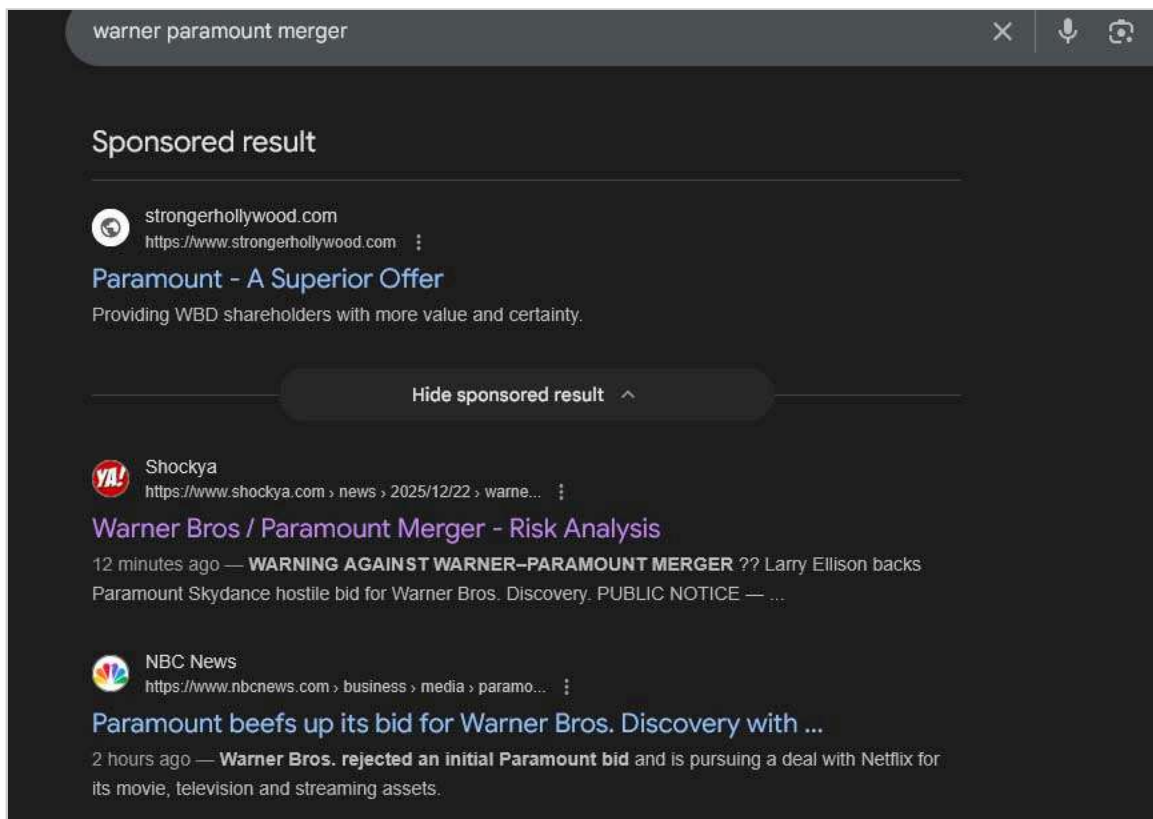 warner paramount merger
Sponsored result
strongerhollywood.com
https://www.strongerhollywood.com
Paramount - A Superior Offer
Providing WBD shareholders with more value and certainty.
Hide sponsored result
YA!
Shockya
https://www.shockya.com › news › 2025/12/22 › warne...
Warner Bros / Paramount Merger - Risk Analysis
12 minutes ago — WARNING AGAINST WARNER–PARAMOUNT MERGER ?? Larry Ellison backs
Paramount Skydance hostile bid for Warner Bros. Discovery. PUBLIC NOTICE — ...
NBC News
https://www.nbcnews.com › business › media › paramo...
Paramount beefs up its bid for Warner Bros. Discovery with ...
2 hours ago — Warner Bros. rejected an initial Paramount bid and is pursuing a deal with Netflix for
its movie, television and streaming assets.